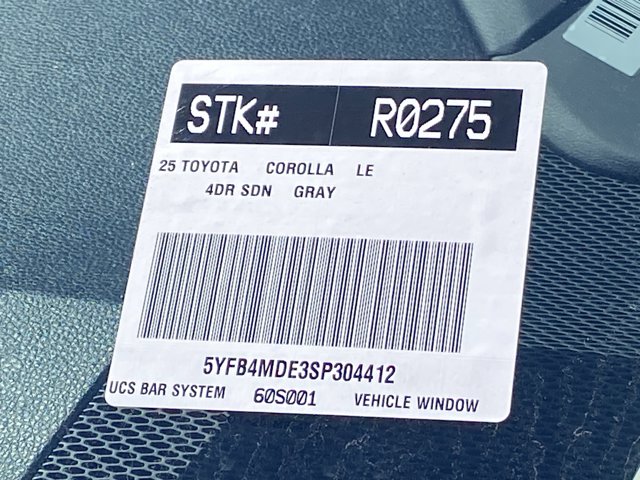 STK# R0275
25 TOYOTA COROLLA LE
4DR SDN GRAY
5YFB4MDE3SP304412
UCS BAR SYSTEM 60S001 VEHICLE WINDOW